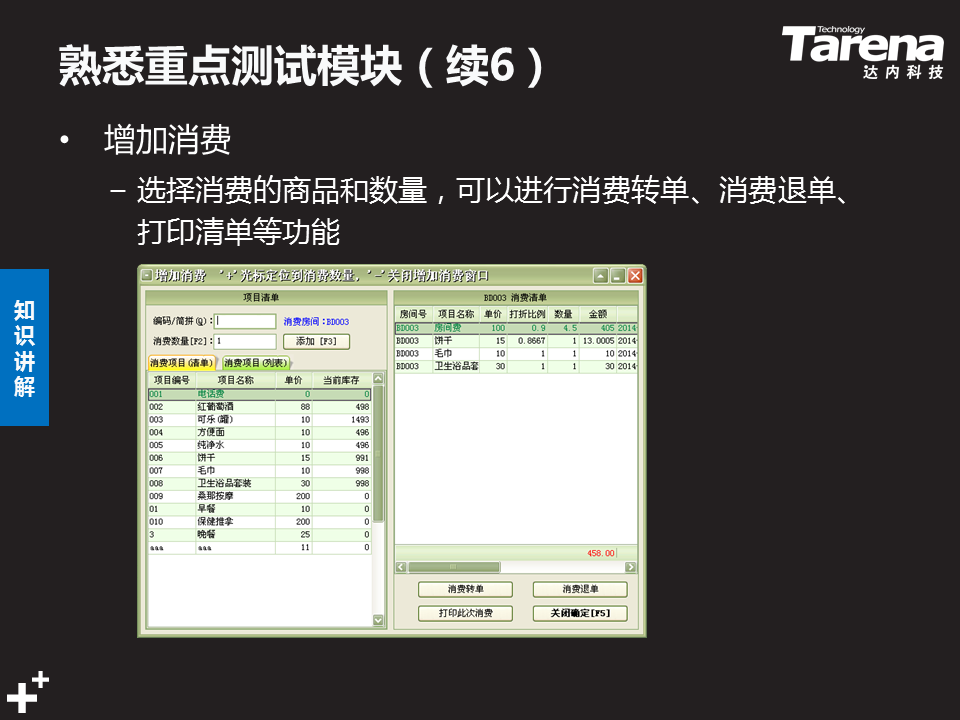 熟悉重点测试模块（续6）
Technology
Tarena
达内科技
• 增加消费
– 选择消费的商品和数量，可以进行消费转单、消费退单、
打印清单等功能
知识讲解
增加消费 '+'光标定位到消费数量,'-'关闭增加消费窗口
项目清单
编码/简拼(Q): 消费房间:BD003
消费数量[F2]: 1 添加 [F3]
消费项目(清单) 消费项目(列表)
项目编号 项目名称 单价 当前库存
001 电话费 0 0
002 红葡萄酒 88 498
003 可乐(罐) 10 1493
004 方便面 10 496
005 纯净水 10 496
006 饼干 15 991
007 毛巾 10 998
008 卫生浴品套装 30 998
009 桑那按摩 200 0
01 早餐 10 0
010 保健推拿 200 0
3 晚餐 25 0
aaa aaa 11 0
BD003 消费清单
房间号 项目名称 单价 打折比例 数量 金额
BD003 房间费 100 0.9 4.5 405 2014-
BD003 饼干 15 0.8667 1 13.0005 2014-
BD003 毛巾 10 1 1 10 2014-
BD003 卫生浴品套 30 1 1 30 2014-
458.00
消费转单 消费退单
打印此次消费 关闭确定[F5]